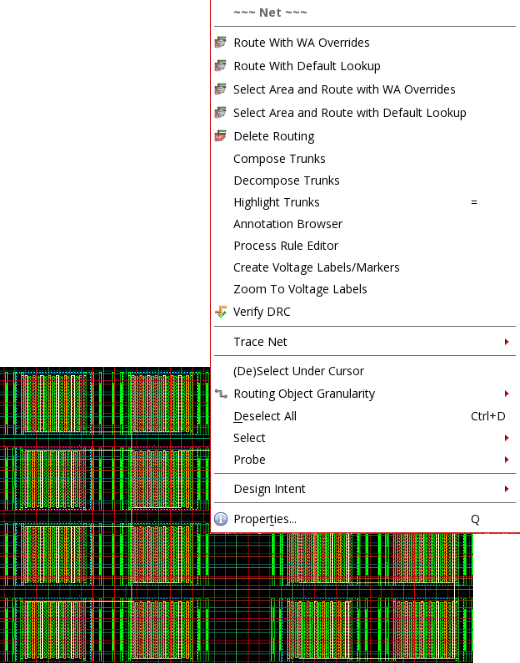 ~~~ Net ~~~
Route With WA Overrides
Route With Default Lookup
Select Area and Route with WA Overrides
Select Area and Route with Default Lookup
Delete Routing
Compose Trunks
Decompose Trunks
Highlight Trunks =
Annotation Browser
Process Rule Editor
Create Voltage Labels/Markers
Zoom To Voltage Labels
Verify DRC
Trace Net
(De)Select Under Cursor
Routing Object Granularity
Deselect All Ctrl+D
Select
Probe
Design Intent
Properties... Q